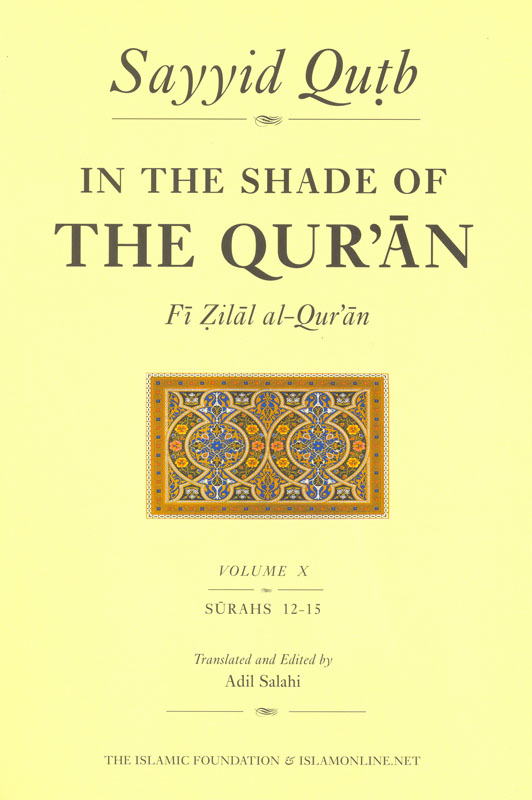 Sayyid Quṭb
IN THE SHADE OF
THE QUR’ĀN
Fī Ẓilāl al-Qur’ān
VOLUME X
SŪRAHS 12-15
Translated and Edited by
Adil Salahi
THE ISLAMIC FOUNDATION & ISLAMONLINE.NET